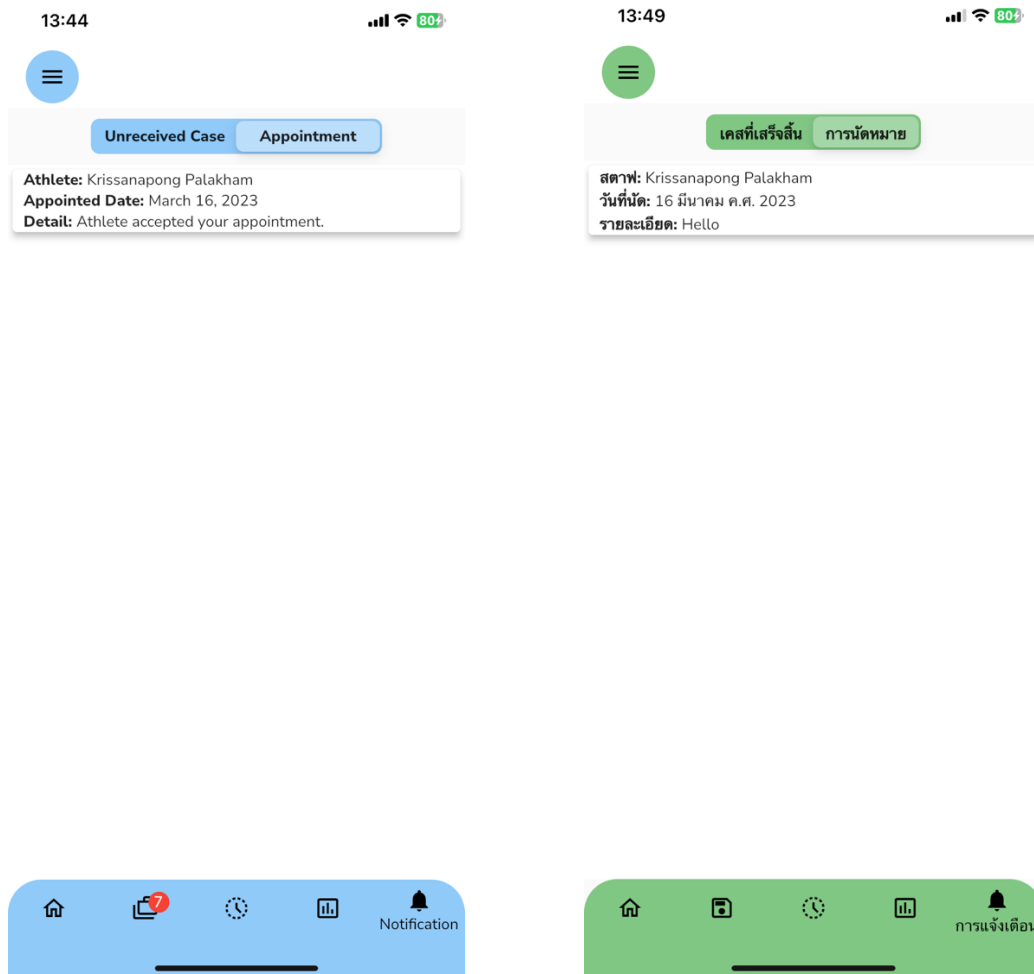 13:44
80
Unreceived Case Appointment
Athlete: Krissanapong Palakham
Appointed Date: March 16, 2023
Detail: Athlete accepted your appointment.
7
Notification
13:49
80
เคสที่เสร็จสิ้น การนัดหมาย
สตาฟ: Krissanapong Palakham
วันที่นัด: 16 มีนาคม ค.ศ. 2023
รายละเอียด: Hello
การแจ้งเตือน